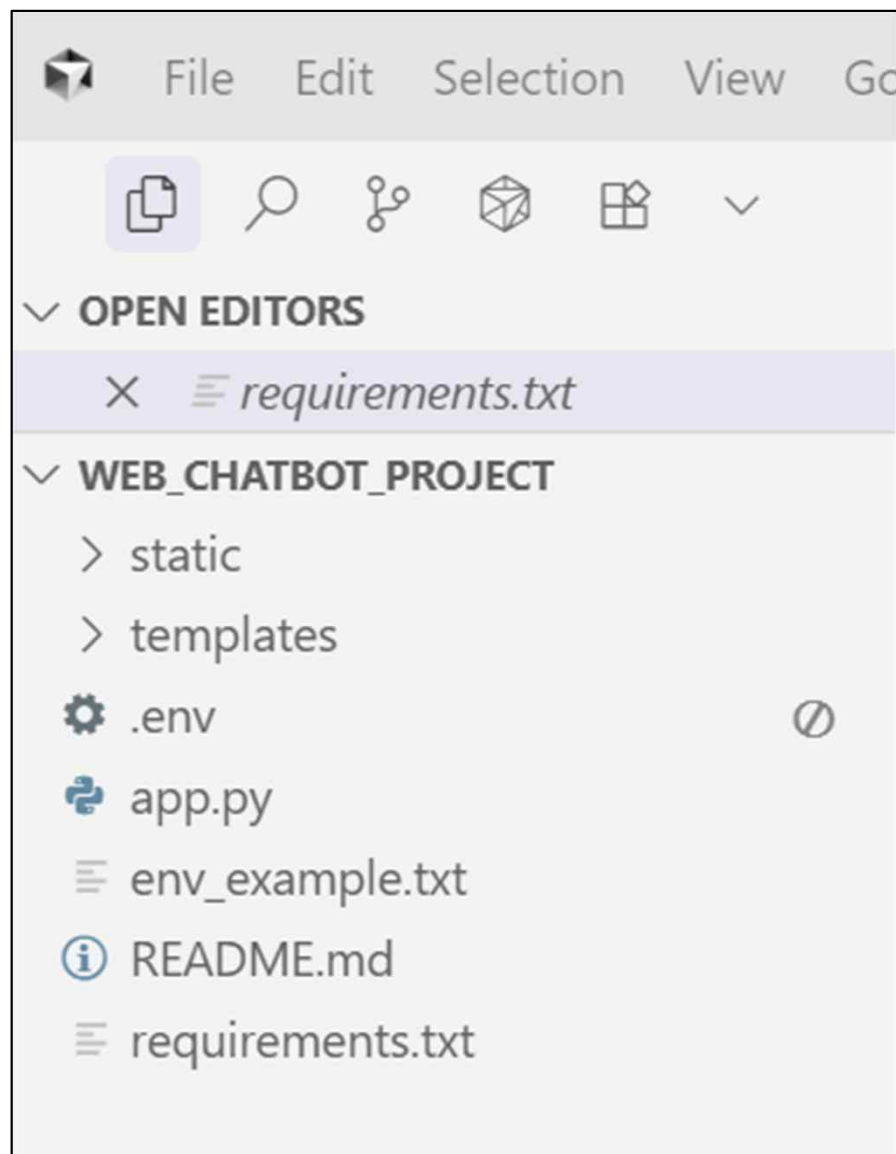 File Edit Selection View Go
OPEN EDITORS
requirements.txt
WEB_CHATBOT_PROJECT
static
templates
.env
app.py
env_example.txt
README.md
requirements.txt